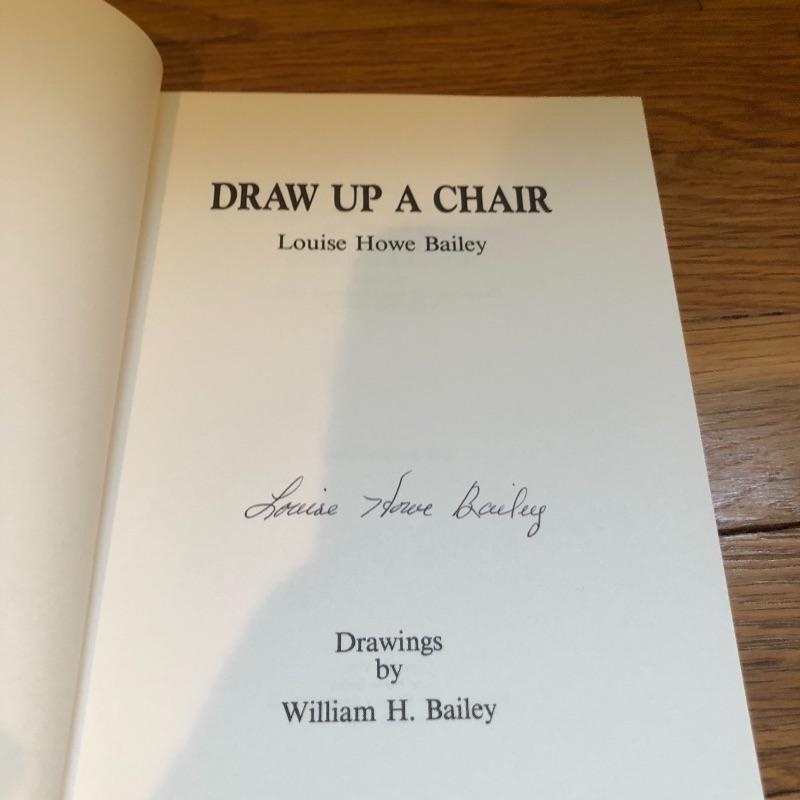 DRAW UP A CHAIR
Louise Howe Bailey
Louise Howe Bailey
Drawings
by
William H. Bailey